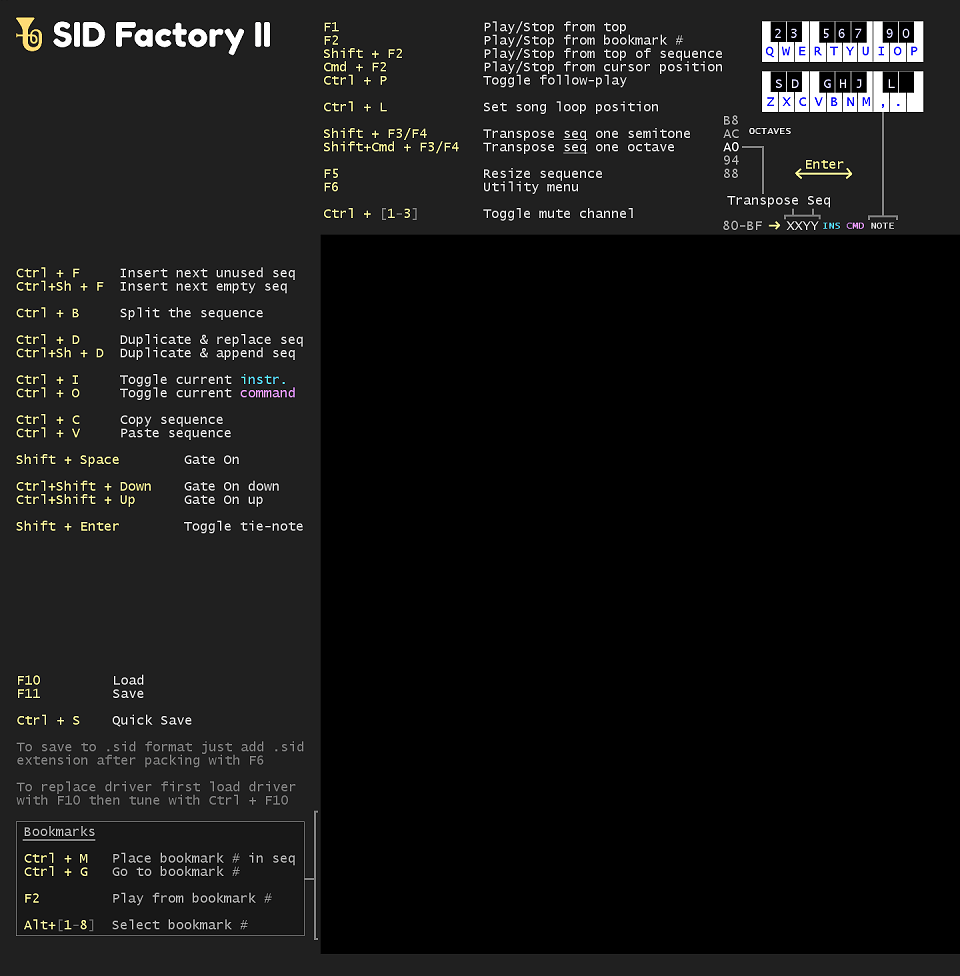 SID Factory II
F1 Play/Stop from top
F2 Play/Stop from bookmark #
Shift + F2 Play/Stop from top of sequence
Cmd + F2 Play/Stop from cursor position
Ctrl + P Toggle follow-play
Ctrl + L Set song loop position
Shift + F3/F4 Transpose seq one semitone
Shift+Cmd + F3/F4 Transpose seq one octave
F5 Resize sequence
F6 Utility menu
Ctrl + [1-3] Toggle mute channel
2 3 5 6 7 9 0
Q W E R T Y U I O P
S D G H J L
Z X C V B N M , .
B8
AC OCTAVES
A0
94
88
Enter
Transpose Seq
80-BF → XXYY INS CMD NOTE
Ctrl + F Insert next unused seq
Ctrl+Sh + F Insert next empty seq
Ctrl + B Split the sequence
Ctrl + D Duplicate & replace seq
Ctrl+Sh + D Duplicate & append seq
Ctrl + I Toggle current instr.
Ctrl + O Toggle current command
Ctrl + C Copy sequence
Ctrl + V Paste sequence
Shift + Space Gate On
Ctrl+Shift + Down Gate On down
Ctrl+Shift + Up Gate On up
Shift + Enter Toggle tie-note
F10 Load
F11 Save
Ctrl + S Quick Save
To save to .sid format just add .sid
extension after packing with F6
To replace driver first load driver
with F10 then tune with Ctrl + F10
Bookmarks
Ctrl + M Place bookmark # in seq
Ctrl + G Go to bookmark #
F2 Play from bookmark #
Alt+[1-8] Select bookmark #